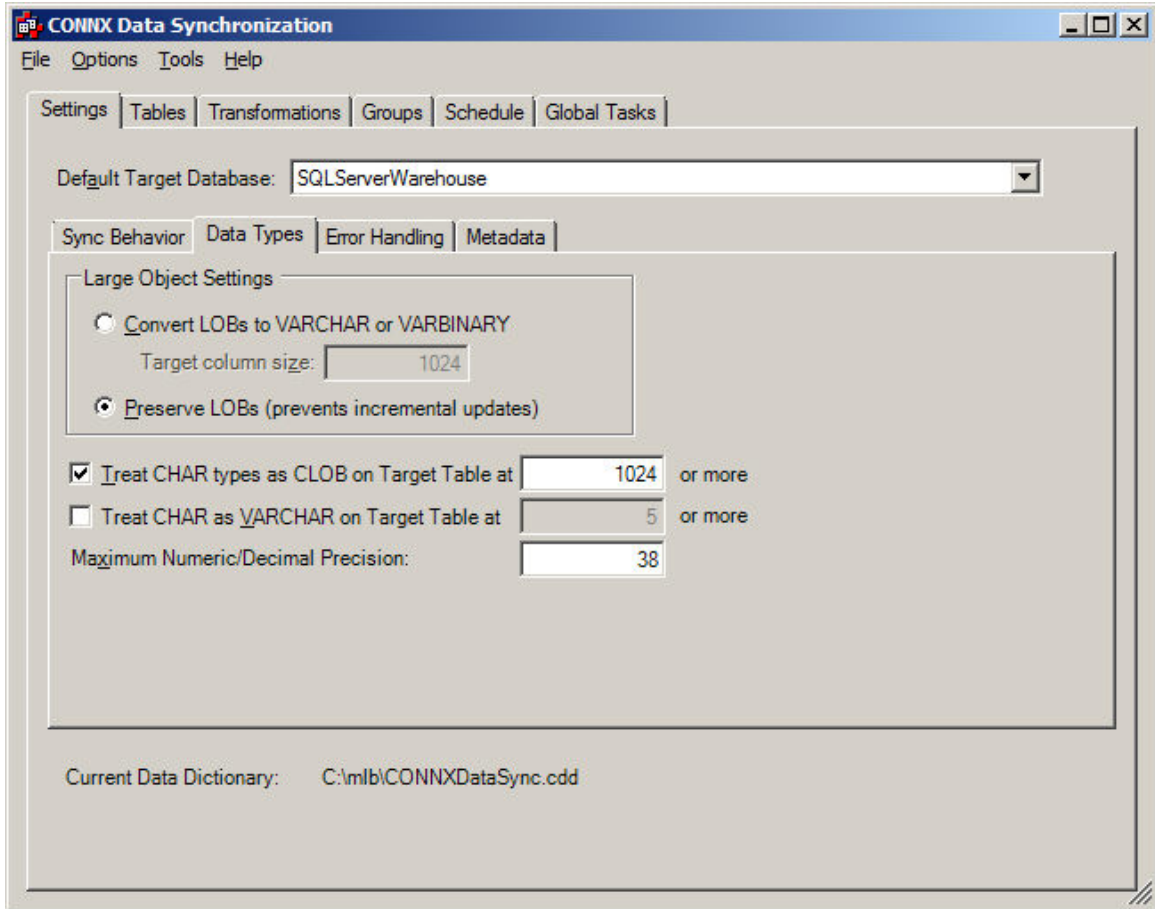 CONNX Data Synchronization
File Options Tools Help
Settings Tables Transformations Groups Schedule Global Tasks
Default Target Database: SQLServerWarehouse
Sync Behavior Data Types Error Handling Metadata
Large Object Settings
Convert LOBs to VARCHAR or VARBINARY
Target column size: 1024
Preserve LOBs (prevents incremental updates)
Treat CHAR types as CLOB on Target Table at 1024 or more
Treat CHAR as VARCHAR on Target Table at 5 or more
Maximum Numeric/Decimal Precision: 38
Current Data Dictionary: C:\mlb\CONNXDataSync.cdd